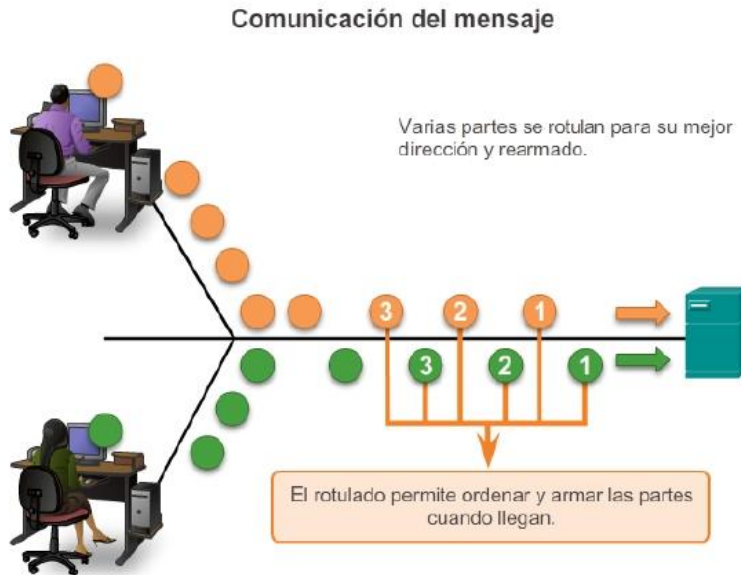 Comunicación del mensaje
Varias partes se rotulan para su mejor
dirección y rearmado.
3 2 1
3 2 1
El rotulado permite ordenar y armar las partes
cuando llegan.